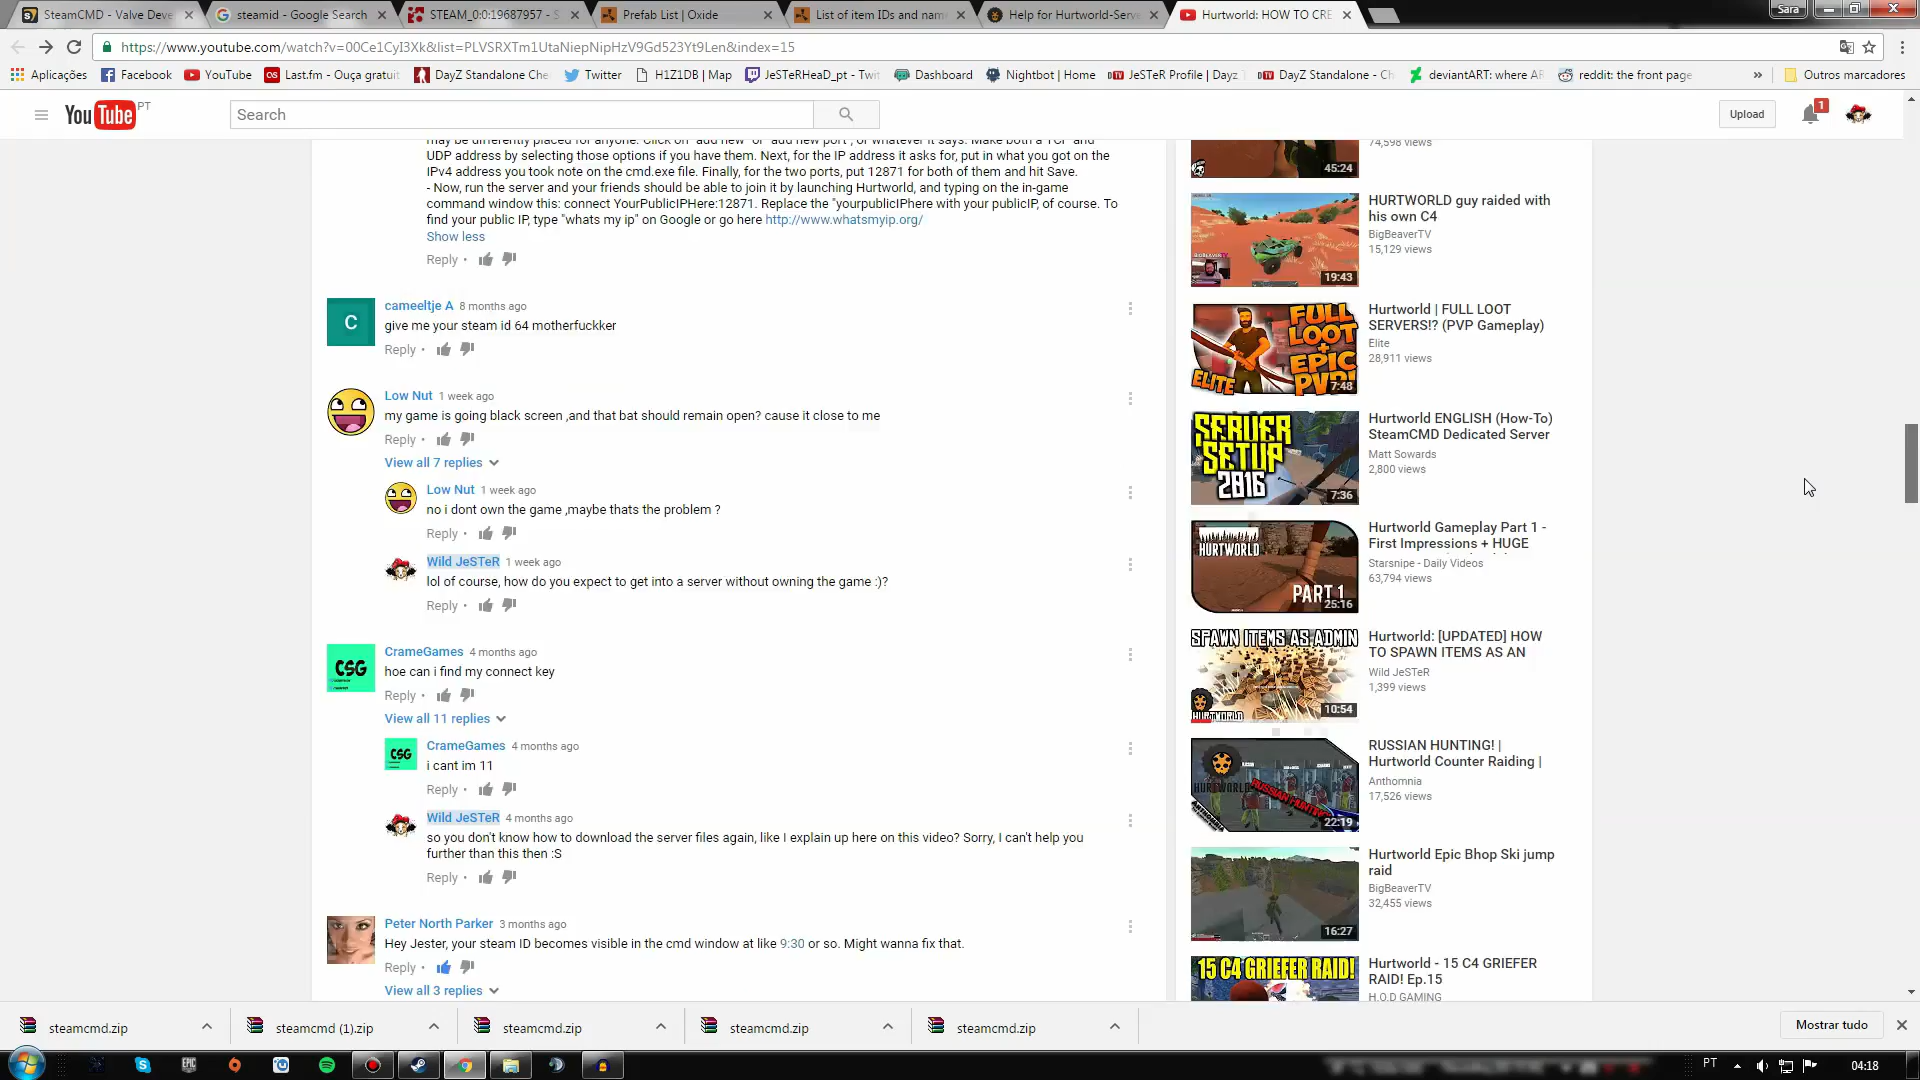 SteamCMD - Valve Deve
steamid - Google Search
STEAM_0:0:19687957 - S
Prefab List | Oxide
List of item IDs and nam
Help for Hurtworld-Serve
Hurtworld: HOW TO CRE
Sara
https://www.youtube.com/watch?v=00Ce1CyI3Xk&list=PLVSRXTm1UtaNiepNipHzV9Gd523Yt9Len&index=15
Aplicações
Facebook
YouTube
Last.fm - Ouça gratuit
DayZ Standalone Che
Twitter
H1Z1DB | Map
JeSTeRHeaD_pt - Twit
Dashboard
Nightbot | Home
JeSTeR Profile | Dayz
DayZ Standalone - Ch
deviantART: where AR
reddit: the front page
»
Outros marcadores
YouTube PT
Search
Upload
1
UDP address by selecting those options if you have them. Next, for the IP address it asks for, put in what you got on the
IPv4 address you took note on the cmd.exe file. Finally, for the two ports, put 12871 for both of them and hit Save.
- Now, run the server and your friends should be able to join it by launching Hurtworld, and typing on the in-game
command window this: connect YourPublicIPHere:12871. Replace the "yourpublicIPhere with your publicIP, of course. To
find your public IP, type "whats my ip" on Google or go here http://www.whatsmyip.org/
Show less
Reply •
C
cameeltje A 8 months ago
give me your steam id 64 motherfuckker
Reply •
Low Nut 1 week ago
my game is going black screen ,and that bat should remain open? cause it close to me
Reply •
View all 7 replies
Low Nut 1 week ago
no i dont own the game ,maybe thats the problem ?
Reply •
Wild JeSTeR 1 week ago
lol of course, how do you expect to get into a server without owning the game :)?
Reply •
CSG
CrameGames 4 months ago
hoe can i find my connect key
Reply •
View all 11 replies
CSG
CrameGames 4 months ago
i cant im 11
Reply •
Wild JeSTeR 4 months ago
so you don't know how to download the server files again, like I explain up here on this video? Sorry, I can't help you
further than this then :S
Reply •
Peter North Parker 3 months ago
Hey Jester, your steam ID becomes visible in the cmd window at like 9:30 or so. Might wanna fix that.
Reply •
View all 3 replies
45:24
74,598 views
19:43
HURTWORLD guy raided with
his own C4
BigBeaverTV
15,129 views
FULL
LOOT
+
EPIC
PVP!
ELITE
7:48
Hurtworld | FULL LOOT
SERVERS!? (PVP Gameplay)
Elite
28,911 views
SERVER
SETUP
2016
7:36
Hurtworld ENGLISH (How-To)
SteamCMD Dedicated Server
Matt Sowards
2,800 views
HURTWORLD
PART 1
25:16
Hurtworld Gameplay Part 1 -
First Impressions + HUGE
Starsnipe - Daily Videos
63,794 views
SPAWN ITEMS AS ADMIN
HURTWORLD
10:54
Hurtworld: [UPDATED] HOW
TO SPAWN ITEMS AS AN
Wild JeSTeR
1,399 views
HURTWORLD
RUSSIAN HUNTING!
22:19
RUSSIAN HUNTING! |
Hurtworld Counter Raiding |
Anthomnia
17,526 views
16:27
Hurtworld Epic Bhop Ski jump
raid
BigBeaverTV
32,455 views
15 C4 GRIEFER RAID!
Hurtworld - 15 C4 GRIEFER
RAID! Ep.15
H.O.D GAMING
steamcmd.zip
steamcmd (1).zip
steamcmd.zip
steamcmd.zip
steamcmd.zip
Mostrar tudo
EPIC
PT
04:18